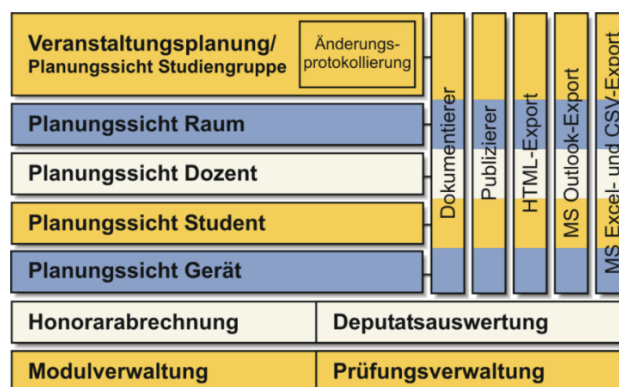 Veranstaltungsplanung/
Planungssicht Studiengruppe
Änderungs-
protokollierung
Planungssicht Raum
Planungssicht Dozent
Planungssicht Student
Planungssicht Gerät
Dokumentierer
Publizierer
HTML-Export
MS Outlook-Export
MS Excel- und CSV-Export
Honorarabrechnung
Deputatsauswertung
Modulverwaltung
Prüfungsverwaltung